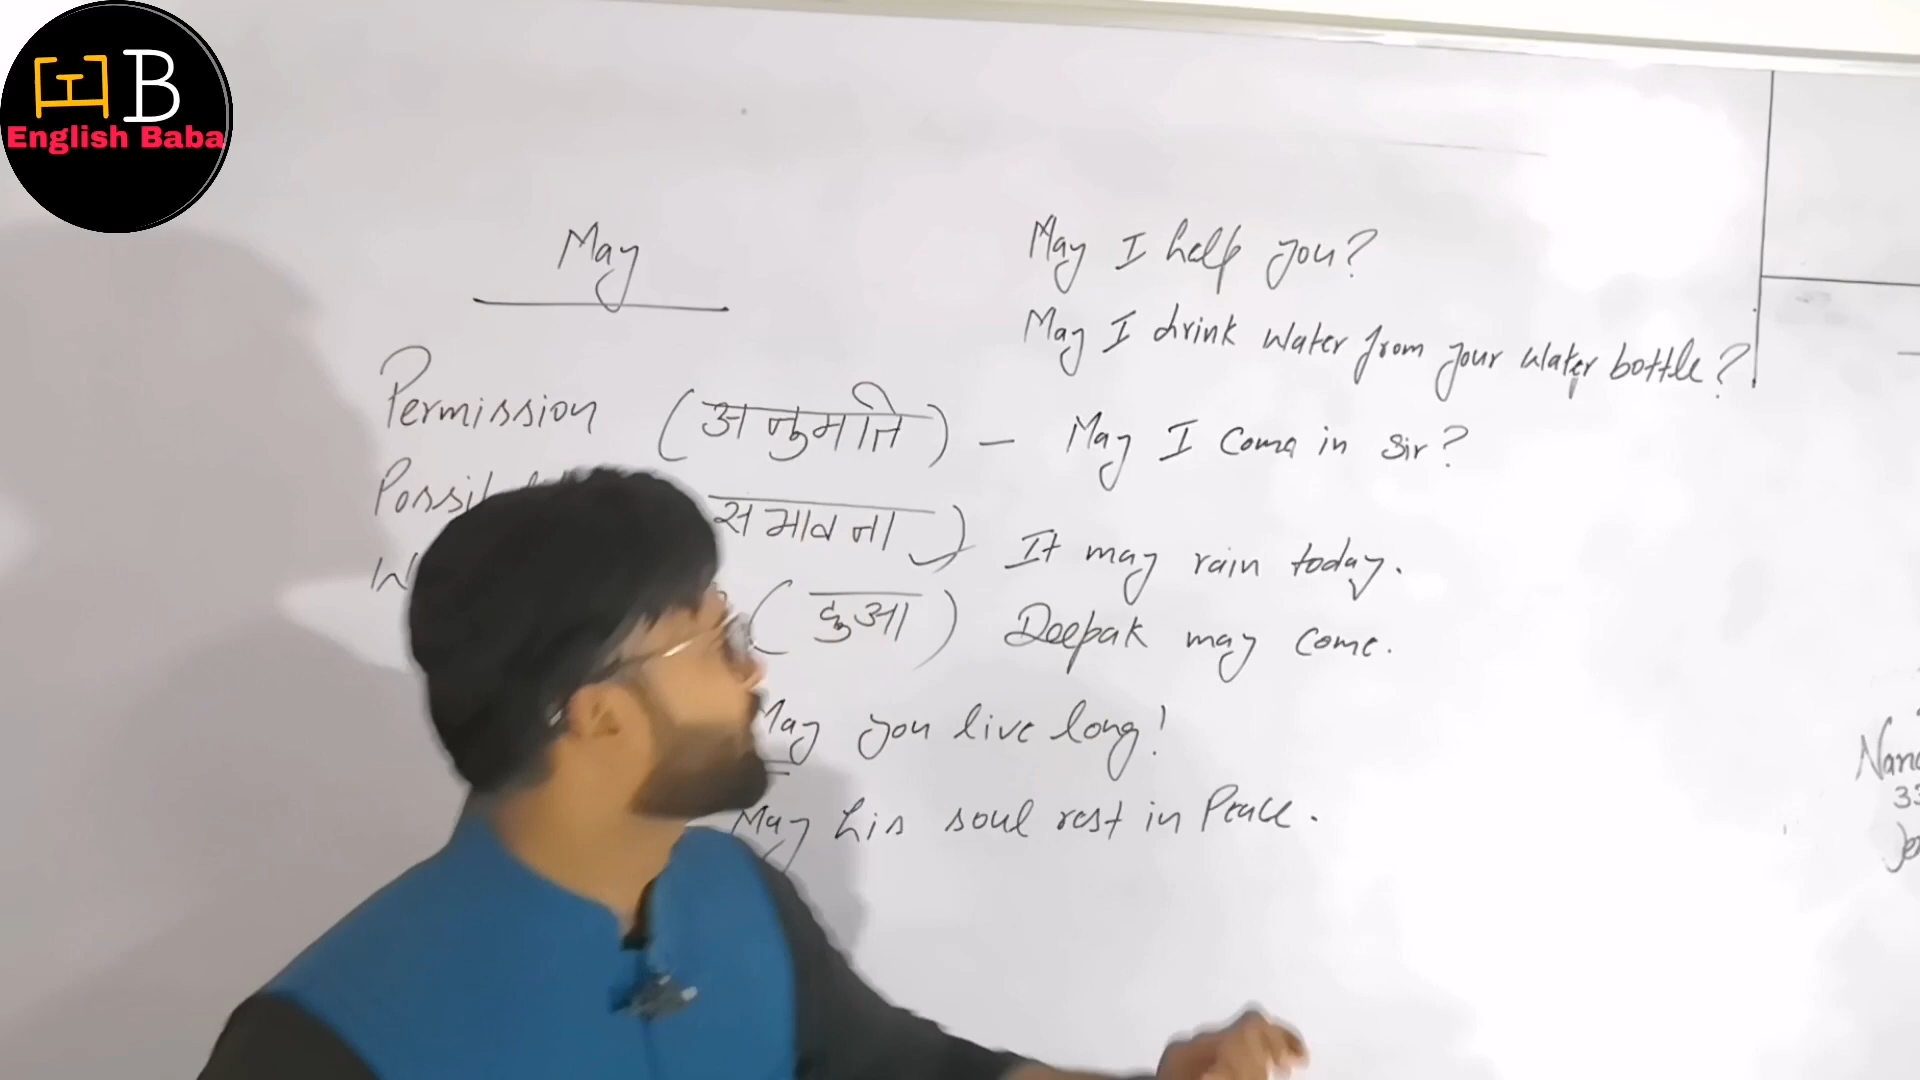 EB
English Baba
May
May I help you?
May I drink water from your water bottle?
Permission (अनुमति) - May I come in sir?
सभावना) It may rain today.
(दुआ) Deepak may come.
May you live long!
May his soul rest in Peace.